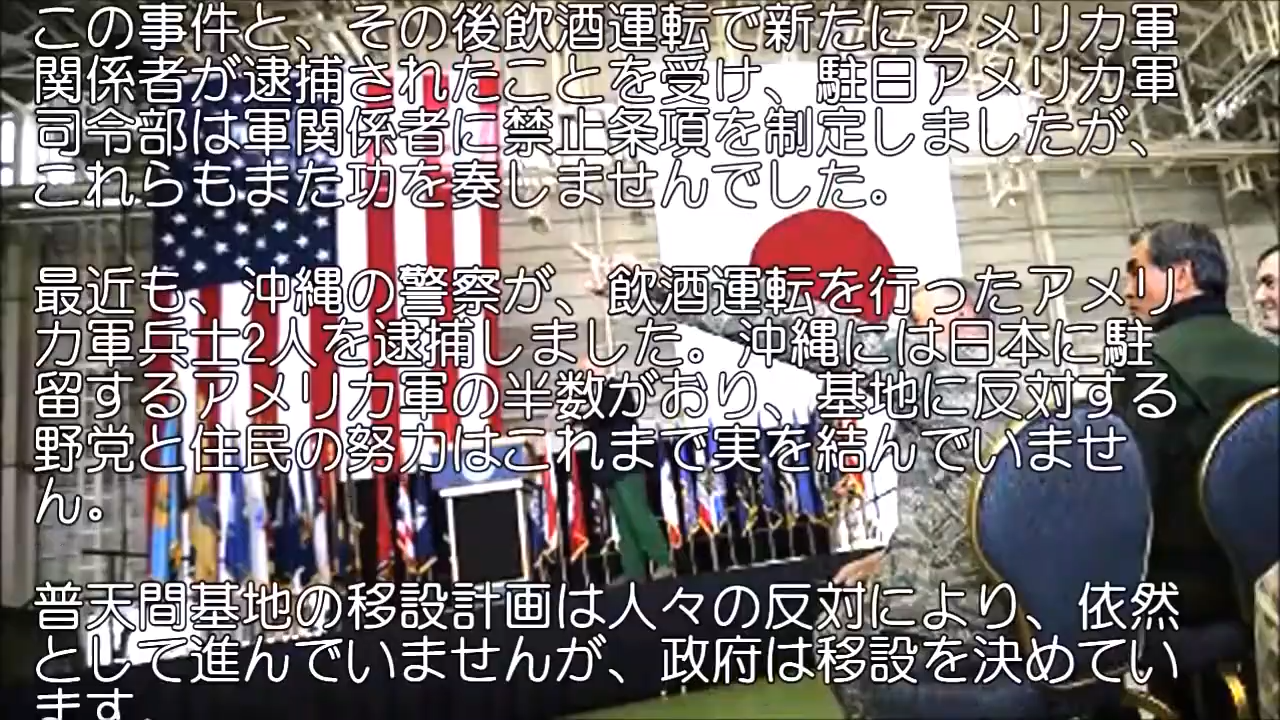 この事件と、その後飲酒運転で新たにアメリカ軍
関係者が逮捕されたことを受け、駐日アメリカ軍
司令部は軍関係者に禁止条項を制定しましたが、
これらもまた功を奏しませんでした。
最近も、沖縄の警察が、飲酒運転を行ったアメリ
カ軍兵士2人を逮捕しました。沖縄には日本に駐
留するアメリカ軍の半数がおり、基地に反対する
野党と住民の努力はこれまで実を結んでいませ
ん。
普天間基地の移設計画は人々の反対により、依然
として進んでいませんが、政府は移設を決めてい
ます。